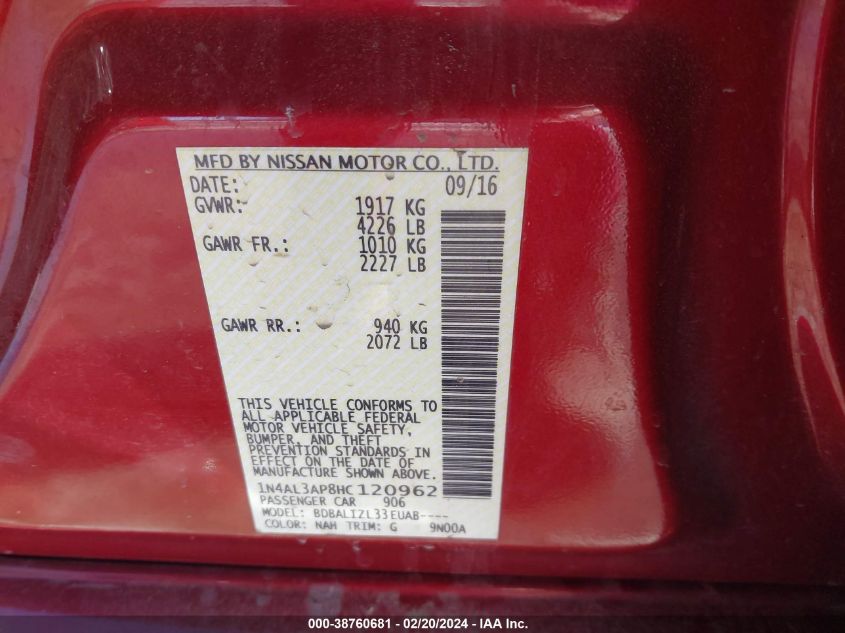 MFD BY NISSAN MOTOR CO., LTD.
DATE: 09/16
GVWR: 1917 KG
4226 LB
GAWR FR.: 1010 KG
2227 LB
GAWR RR.: 940 KG
2072 LB
THIS VEHICLE CONFORMS TO
ALL APPLICABLE FEDERAL
MOTOR VEHICLE SAFETY,
BUMPER, AND THEFT
PREVENTION STANDARDS IN
EFFECT ON THE DATE OF
MANUFACTURE SHOWN ABOVE.
1N4AL3AP8HC120962
PASSENGER CAR 906
MODEL: BDBALIZL33EUAB----
COLOR: NAH TRIM: G 9N00A
000-38760681 - 02/20/2024 - IAA Inc.